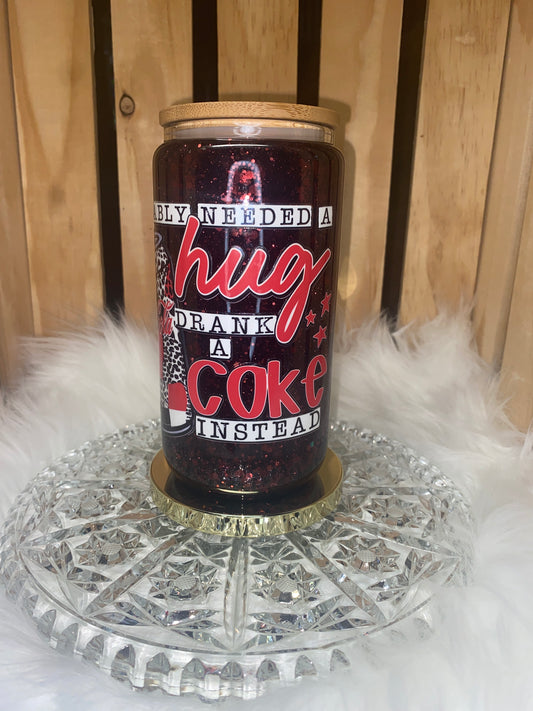 ABLY NEEDED A
hug
DRANK
A
COKE
INSTEAD